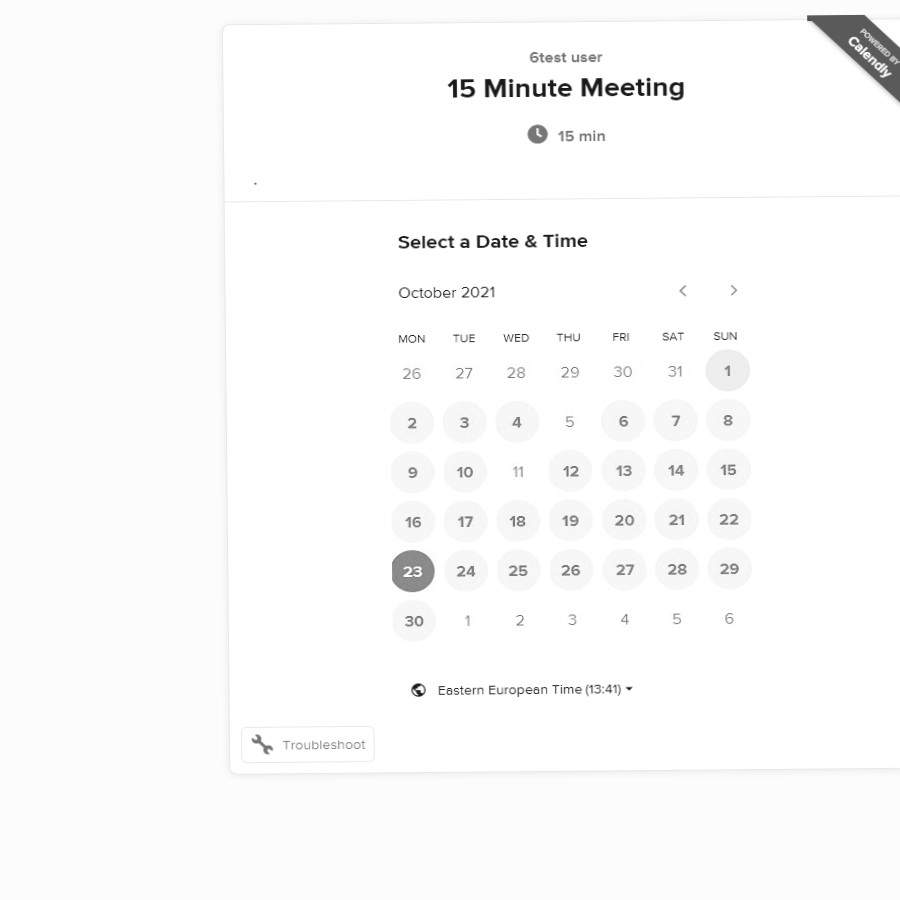 POWERED BY
Calendly
6test user
15 Minute Meeting
15 min
.
Select a Date & Time
October 2021
MON TUE WED THU FRI SAT SUN
26 27 28 29 30 31 1
2 3 4 5 6 7 8
9 10 11 12 13 14 15
16 17 18 19 20 21 22
23 24 25 26 27 28 29
30 1 2 3 4 5 6
Eastern European Time (13:41)
Troubleshoot